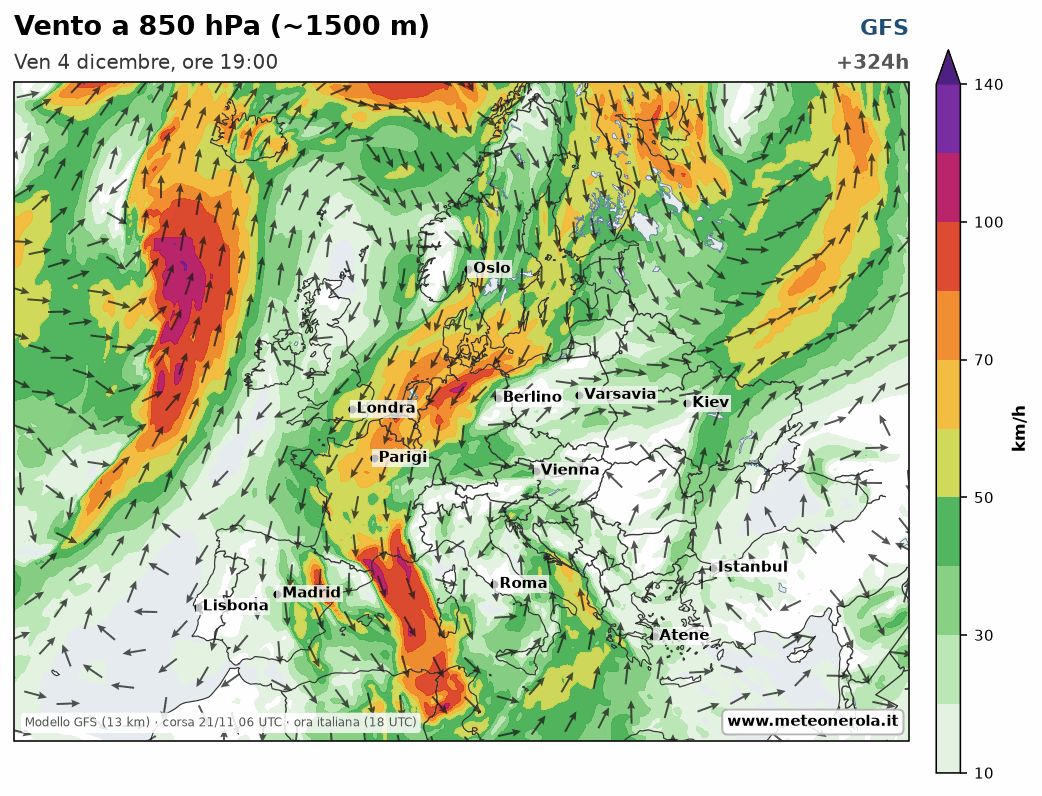 Vento a 850 hPa (~1500 m)
GFS
Ven 4 dicembre, ore 19:00
+324h
140
100
70
50
30
10
km/h
Oslo
Londra
Berlino
Varsavia
Kiev
Parigi
Vienna
Madrid
Lisbona
Roma
Istanbul
Atene
Modello GFS (13 km) · corsa 21/11 06 UTC · ora italiana (18 UTC)
www.meteonerola.it